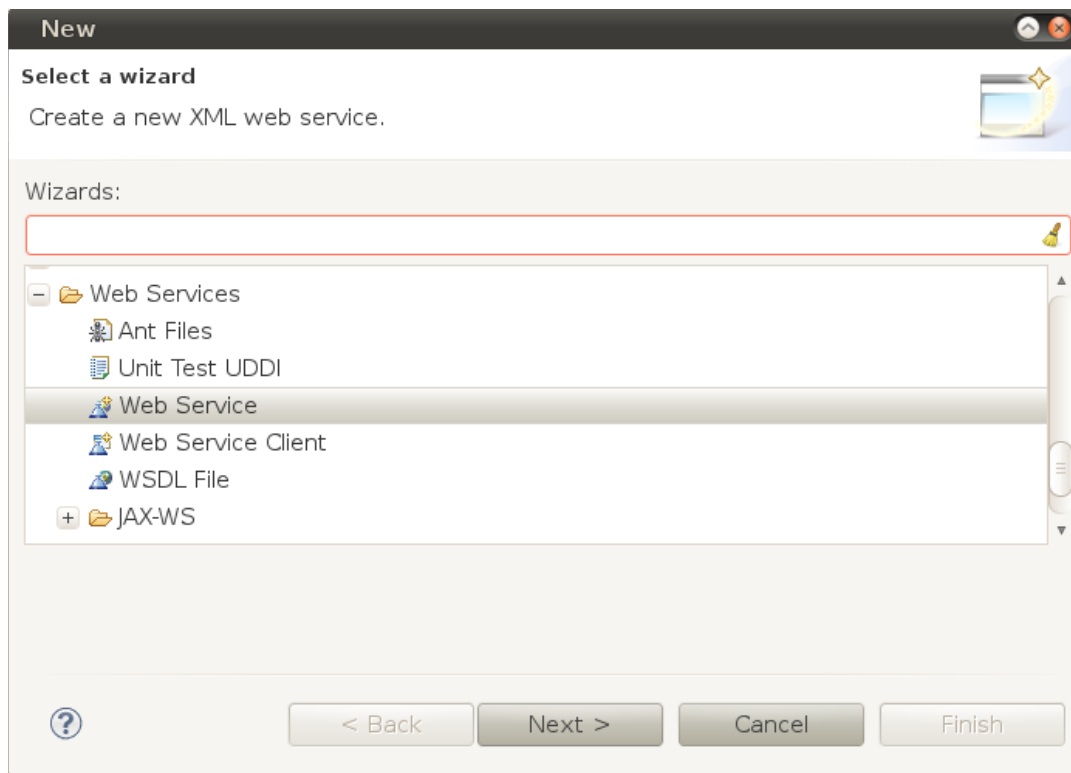 New
Select a wizard
Create a new XML web service.
Wizards:
Web Services
Ant Files
Unit Test UDDI
Web Service
Web Service Client
WSDL File
JAX-WS
< Back Next > Cancel Finish